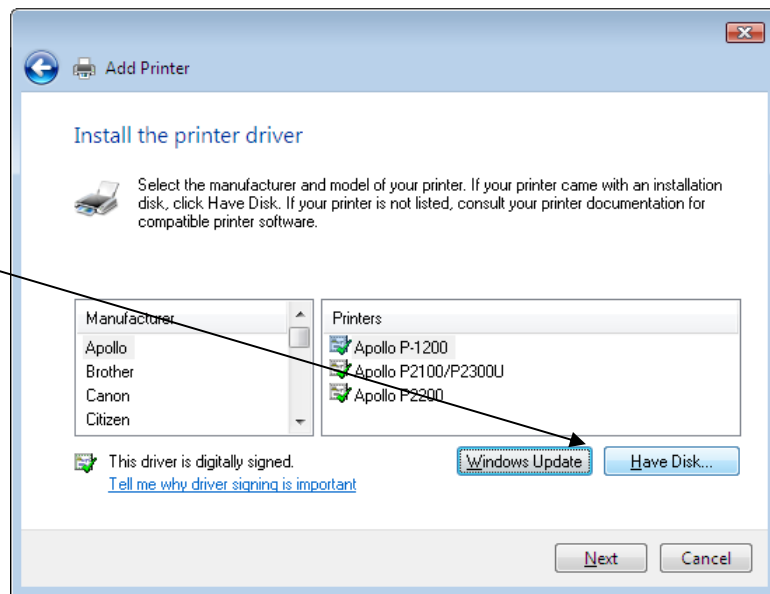 Add Printer
Install the printer driver
Select the manufacturer and model of your printer. If your printer came with an installation
disk, click Have Disk. If your printer is not listed, consult your printer documentation for
compatible printer software.
Manufacturer
Apollo
Brother
Canon
Citizen
Printers
Apollo P-1200
Apollo P2100/P2300U
Apollo P2200
This driver is digitally signed.
Tell me why driver signing is important
Windows Update
Have Disk...
Next
Cancel